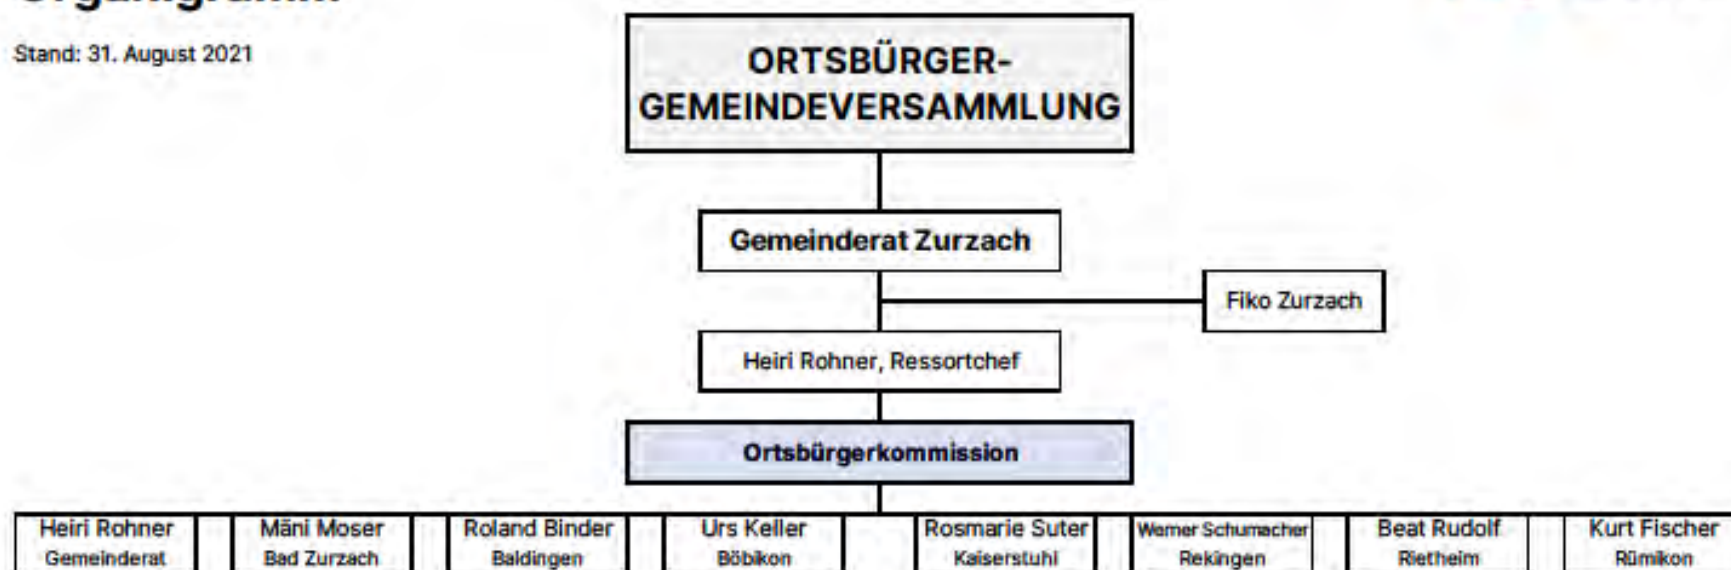 Stand: 31. August 2021
ORTSBÜRGER-
GEMEINDEVERSAMMLUNG
Gemeinderat Zurzach
Fiko Zurzach
Heiri Rohner, Ressortchef
Ortsbürgerkommission
Heiri Rohner
Gemeinderat
Mäni Moser
Bad Zurzach
Roland Binder
Baldingen
Urs Keller
Böbikon
Rosmarie Suter
Kaiserstuhl
Werner Schumacher
Rekingen
Beat Rudolf
Rietheim
Kurt Fischer
Rümikon